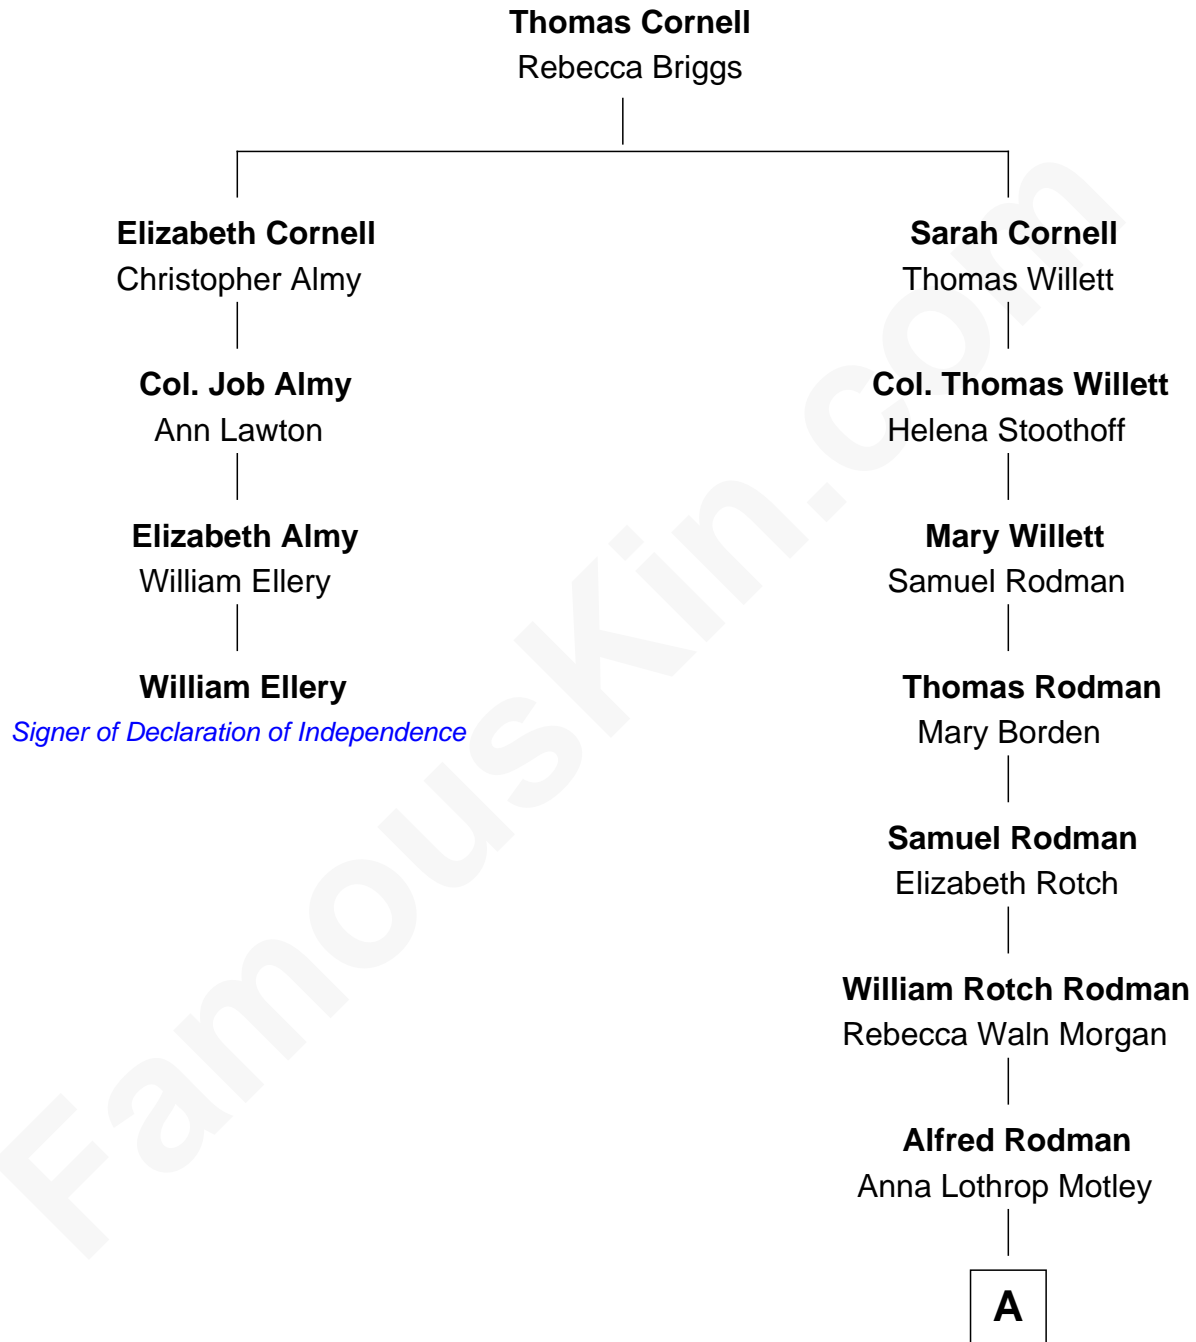 Thomas Cornell
Rebecca Briggs
Elizabeth Cornell
Christopher Almy
Col. Job Almy
Ann Lawton
Elizabeth Almy
William Ellery
William Ellery
Signer of Declaration of Independence
Sarah Cornell
Thomas Willett
Col. Thomas Willett
Helena Stoothoff
Mary Willett
Samuel Rodman
Thomas Rodman
Mary Borden
Samuel Rodman
Elizabeth Rotch
William Rotch Rodman
Rebecca Waln Morgan
Alfred Rodman
Anna Lothrop Motley
A
FamousKin.com